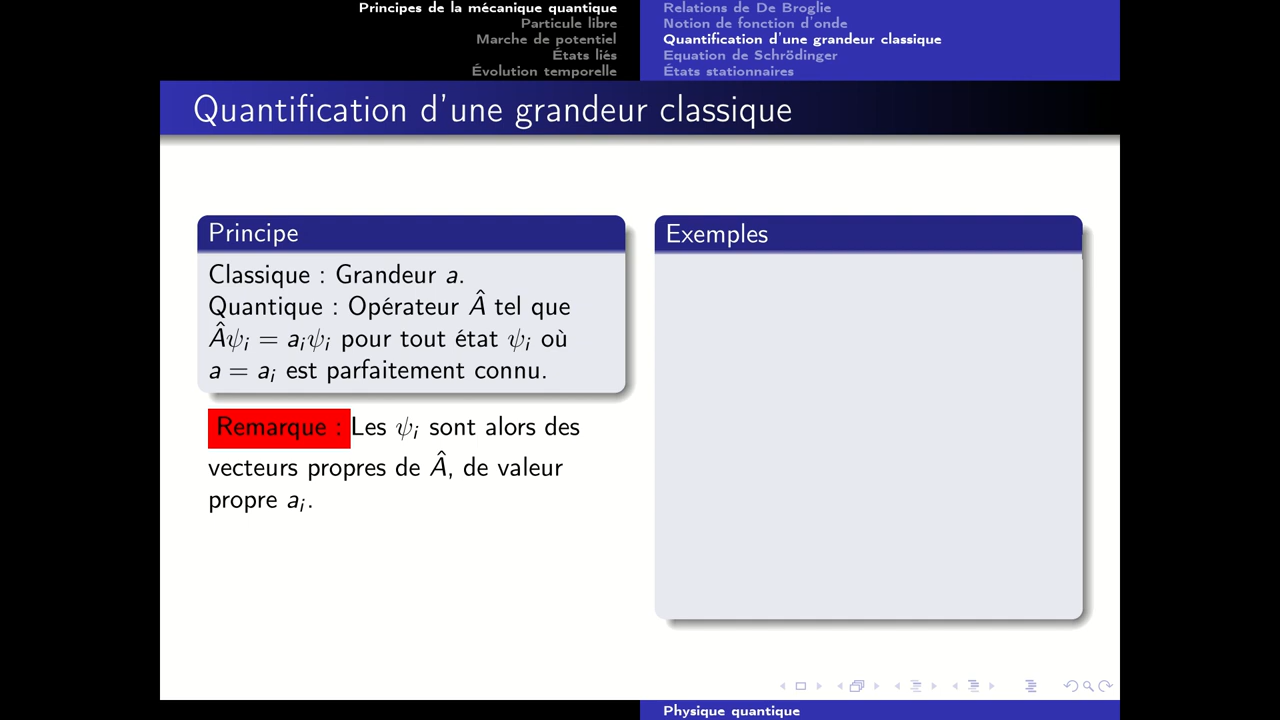 Principes de la mécanique quantique
Particule libre
Marche de potentiel
États liés
Évolution temporelle
Relations de De Broglie
Notion de fonction d'onde
Quantification d'une grandeur classique
Equation de Schrödinger
États stationnaires
Quantification d'une grandeur classique
Principe
Classique : Grandeur a.
Quantique : Opérateur Â tel que
Âψᵢ = aᵢψᵢ pour tout état ψᵢ où
a = aᵢ est parfaitement connu.
Remarque : Les ψᵢ sont alors des
vecteurs propres de Â, de valeur
propre aᵢ.
Exemples
Physique quantique